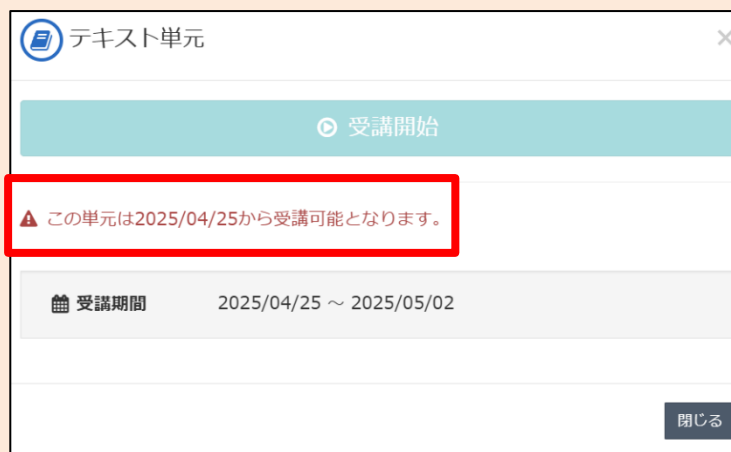 テキスト単元
受講開始
この単元は2025/04/25から受講可能となります。
受講期間 2025/04/25 ～ 2025/05/02
閉じる